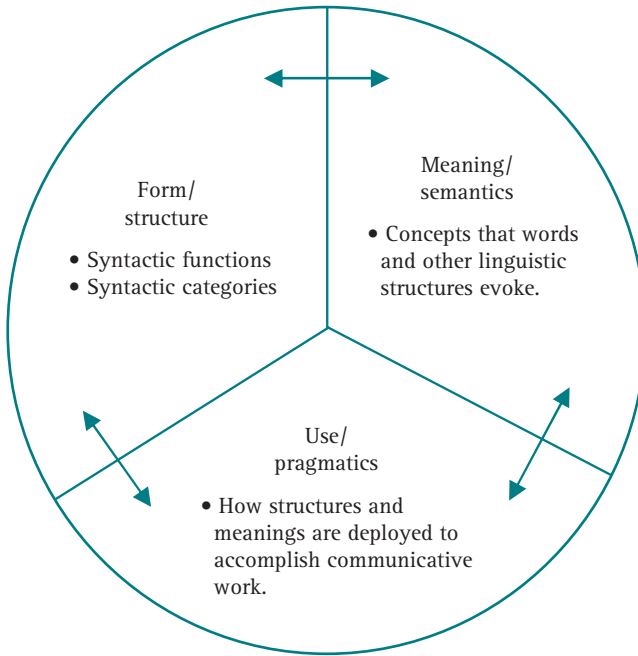 Form/
structure
• Syntactic functions
• Syntactic categories
Meaning/
semantics
• Concepts that words
and other linguistic
structures evoke.
Use/
pragmatics
• How structures and
meanings are deployed to
accomplish communicative
work.